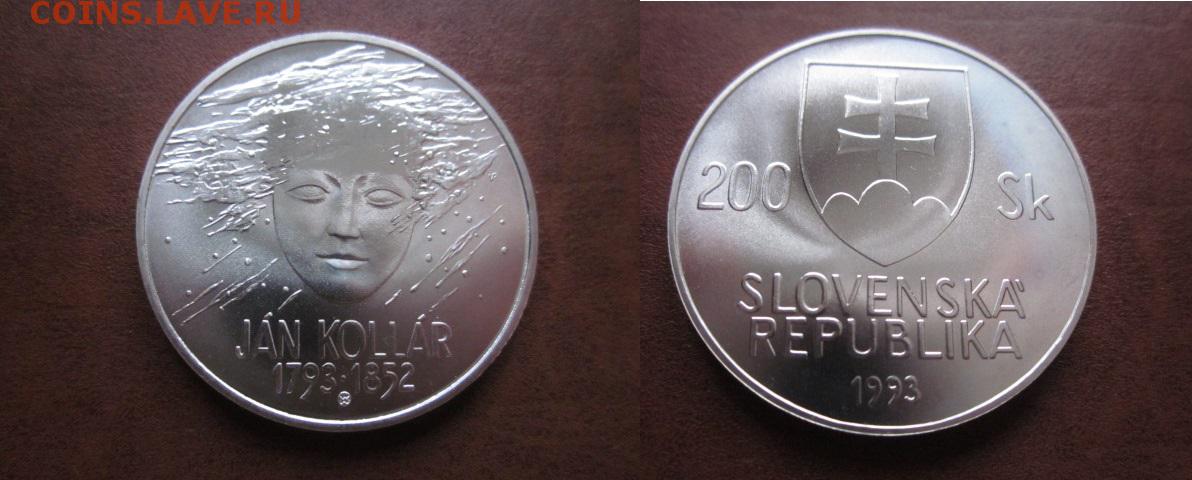 COINS.LAVE.RU
JÁN KOLLÁR
1793·1852
200 Sk
SLOVENSKÁ
REPUBLIKA
1993